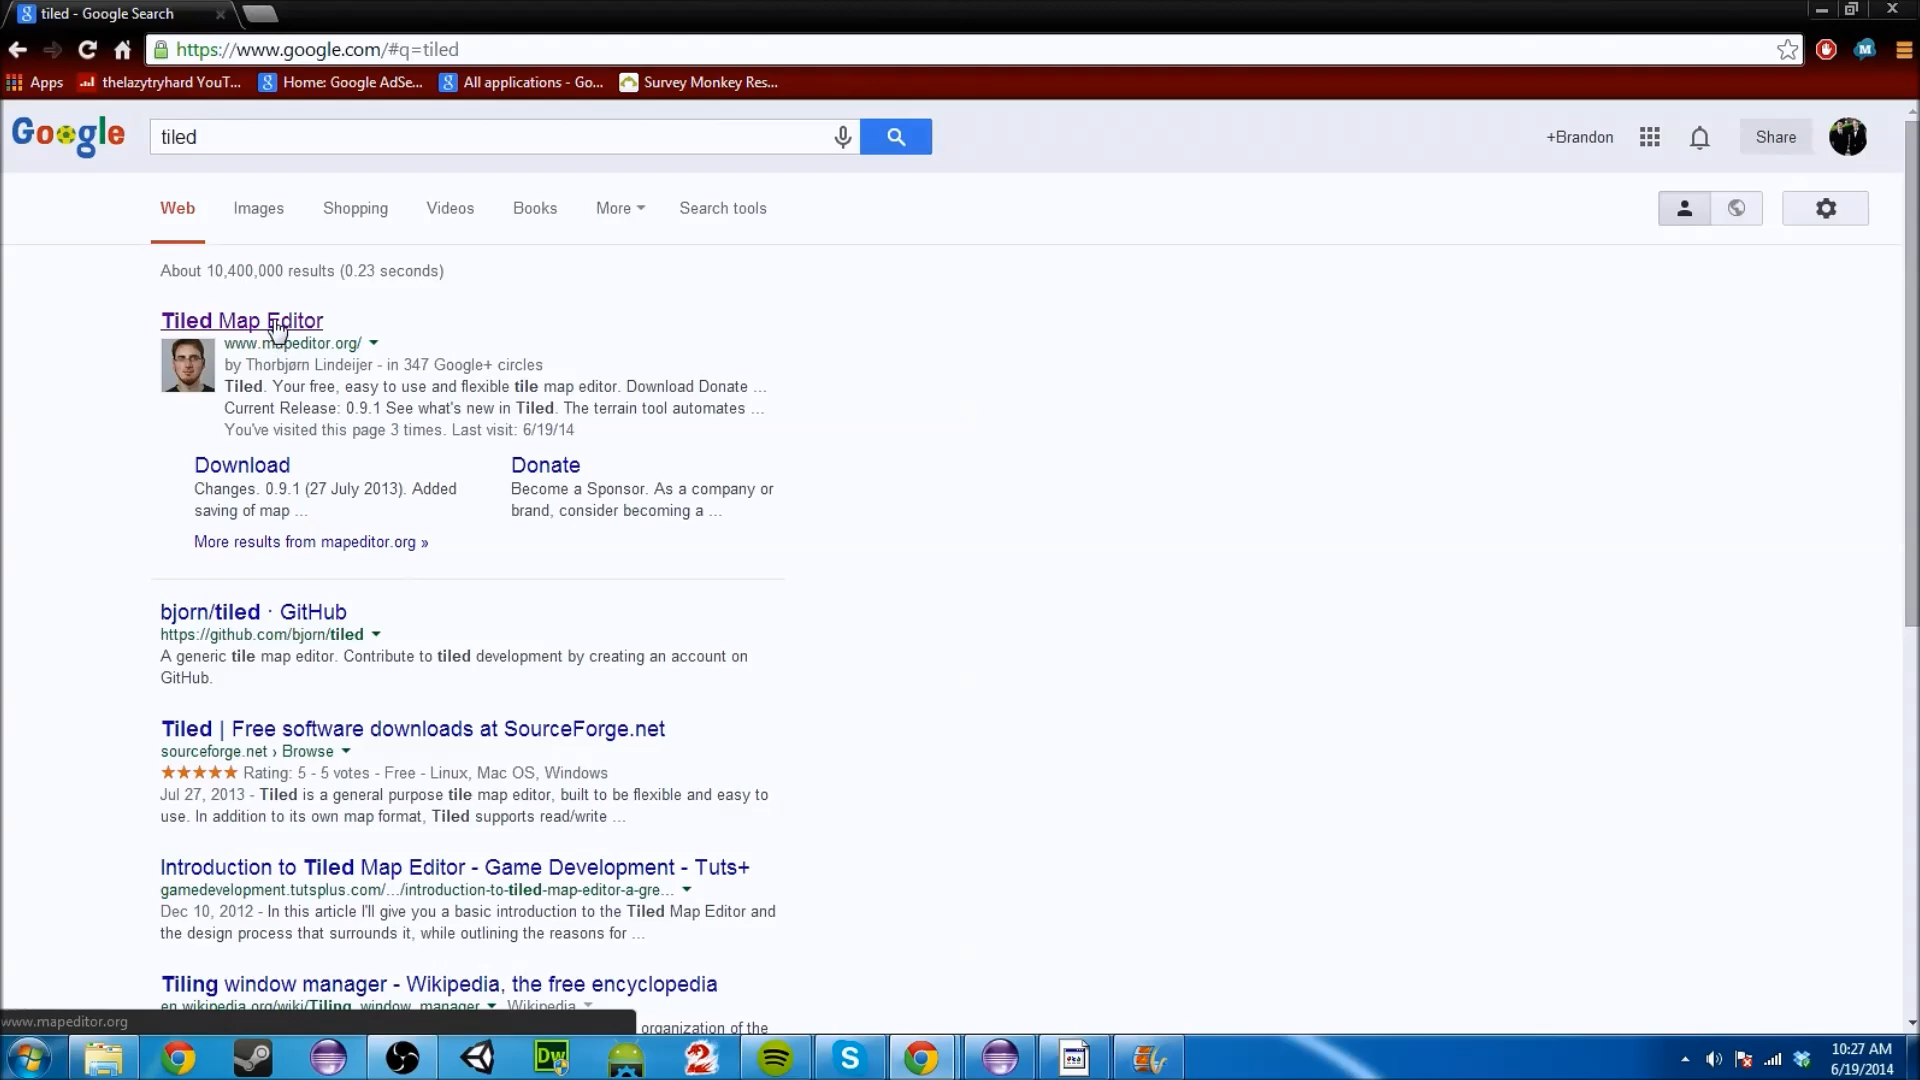 tiled - Google Search
https://www.google.com/#q=tiled
Apps thelazytryhard YouT... Home: Google AdSe... All applications - Go... Survey Monkey Res...
Google tiled +Brandon Share
Web Images Shopping Videos Books More Search tools
About 10,400,000 results (0.23 seconds)
Tiled Map Editor
www.mapeditor.org/
by Thorbjørn Lindeijer - in 347 Google+ circles
Tiled. Your free, easy to use and flexible tile map editor. Download Donate ...
Current Release: 0.9.1 See what's new in Tiled. The terrain tool automates ...
You've visited this page 3 times. Last visit: 6/19/14
Download
Changes. 0.9.1 (27 July 2013). Added
saving of map ...
Donate
Become a Sponsor. As a company or
brand, consider becoming a ...
More results from mapeditor.org »
bjorn/tiled · GitHub
https://github.com/bjorn/tiled
A generic tile map editor. Contribute to tiled development by creating an account on
GitHub.
Tiled | Free software downloads at SourceForge.net
sourceforge.net › Browse
★★★★★ Rating: 5 - 5 votes - Free - Linux, Mac OS, Windows
Jul 27, 2013 - Tiled is a general purpose tile map editor, built to be flexible and easy to
use. In addition to its own map format, Tiled supports read/write ...
Introduction to Tiled Map Editor - Game Development - Tuts+
gamedevelopment.tutsplus.com/.../introduction-to-tiled-map-editor-a-gre...
Dec 10, 2012 - In this article I'll give you a basic introduction to the Tiled Map Editor and
the design process that surrounds it, while outlining the reasons for ...
Tiling window manager - Wikipedia, the free encyclopedia
en.wikipedia.org/wiki/Tiling_window_manager Wikipedia
organization of the
www.mapeditor.org
10:27 AM
6/19/2014